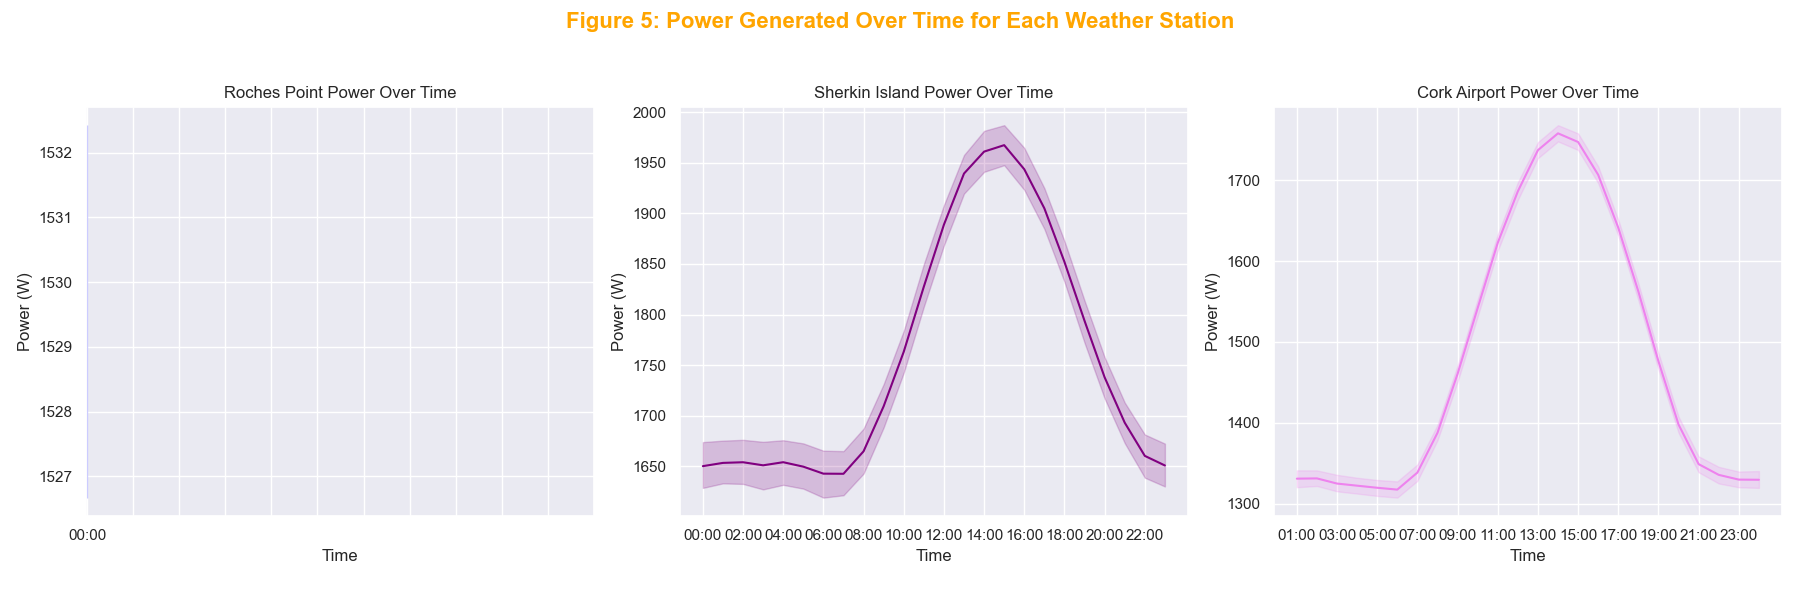 Figure 5: Power Generated Over Time for Each Weather Station
Roches Point Power Over Time
1532
1531
1530
1529
1528
1527
Power (W)
00:00
Time
Sherkin Island Power Over Time
2000
1950
1900
1850
1800
1750
1700
1650
Power (W)
00:00 02:00 04:00 06:00 08:00 10:00 12:00 14:00 16:00 18:00 20:00 22:00
Time
Cork Airport Power Over Time
1700
1600
1500
1400
1300
Power (W)
01:00 03:00 05:00 07:00 09:00 11:00 13:00 15:00 17:00 19:00 21:00 23:00
Time